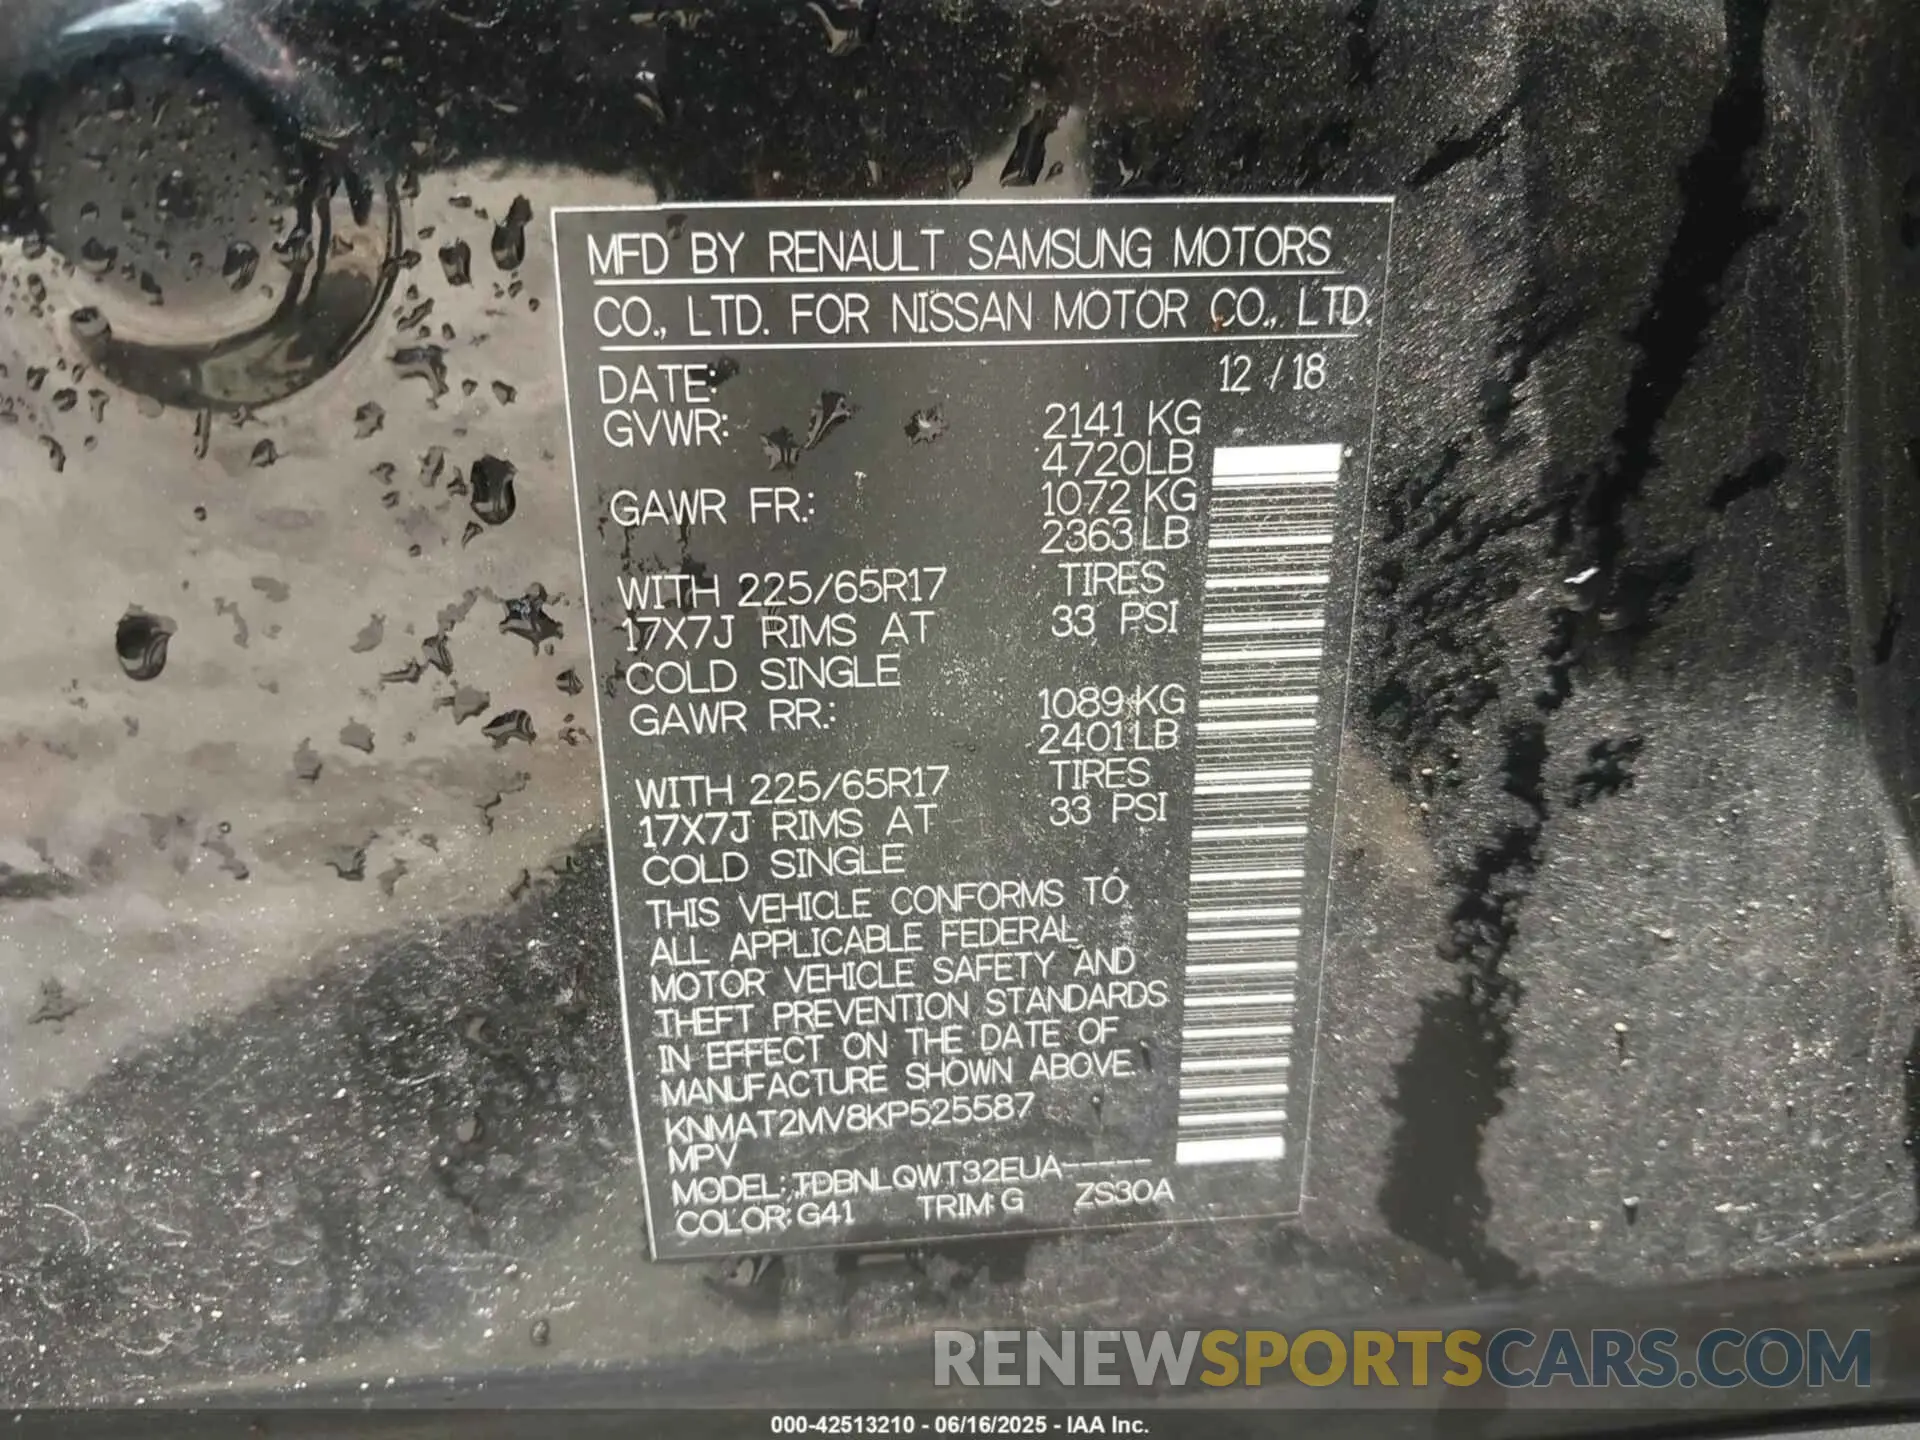 MFD BY RENAULT SAMSUNG MOTORS
CO., LTD. FOR NISSAN MOTOR CO., LTD.
DATE: 12 / 18
GVWR: 2141 KG
4720LB
GAWR FR.: 1072 KG
2363 LB
WITH 225/65R17 TIRES
17X7J RIMS AT 33 PSI
COLD SINGLE
GAWR RR.: 1089 KG
2401 LB
WITH 225/65R17 TIRES
17X7J RIMS AT 33 PSI
COLD SINGLE
THIS VEHICLE CONFORMS TO
ALL APPLICABLE FEDERAL
MOTOR VEHICLE SAFETY AND
THEFT PREVENTION STANDARDS
IN EFFECT ON THE DATE OF
MANUFACTURE SHOWN ABOVE.
KNMAT2MV8KP525587
MPV
MODEL: TDBNLQWT32EUA-----
COLOR: G41 TRIM: G ZS30A
RENEWSPORTSCARS.COM
000-42513210 - 06/16/2025 - IAA Inc.